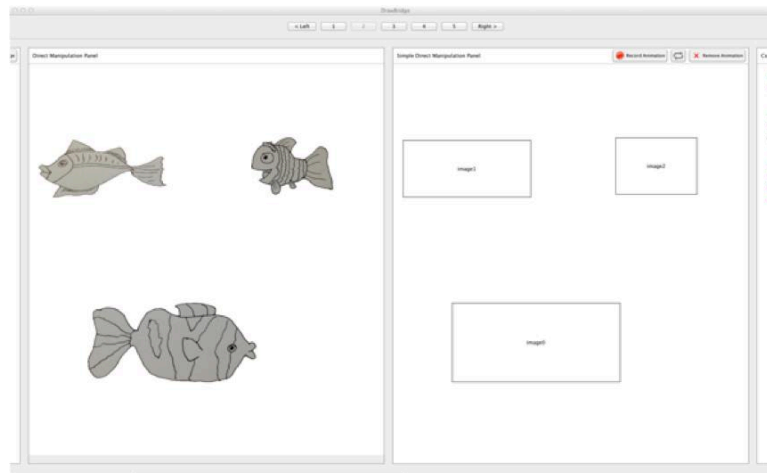 DrawBridge
< Left 1 2 3 4 5 Right >
Direct Manipulation Panel
Simple Direct Manipulation Panel Record Animation Remove Animation
image1
image2
image0